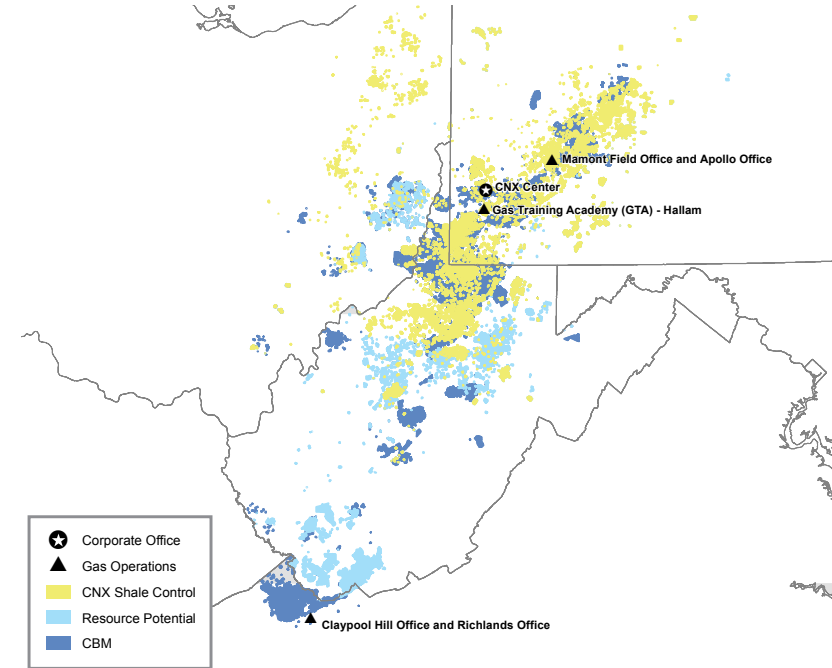 Mamont Field Office and Apollo Office
CNX Center
Gas Training Academy (GTA) - Hallam
Corporate Office
Gas Operations
CNX Shale Control
Resource Potential
CBM
Claypool Hill Office and Richlands Office